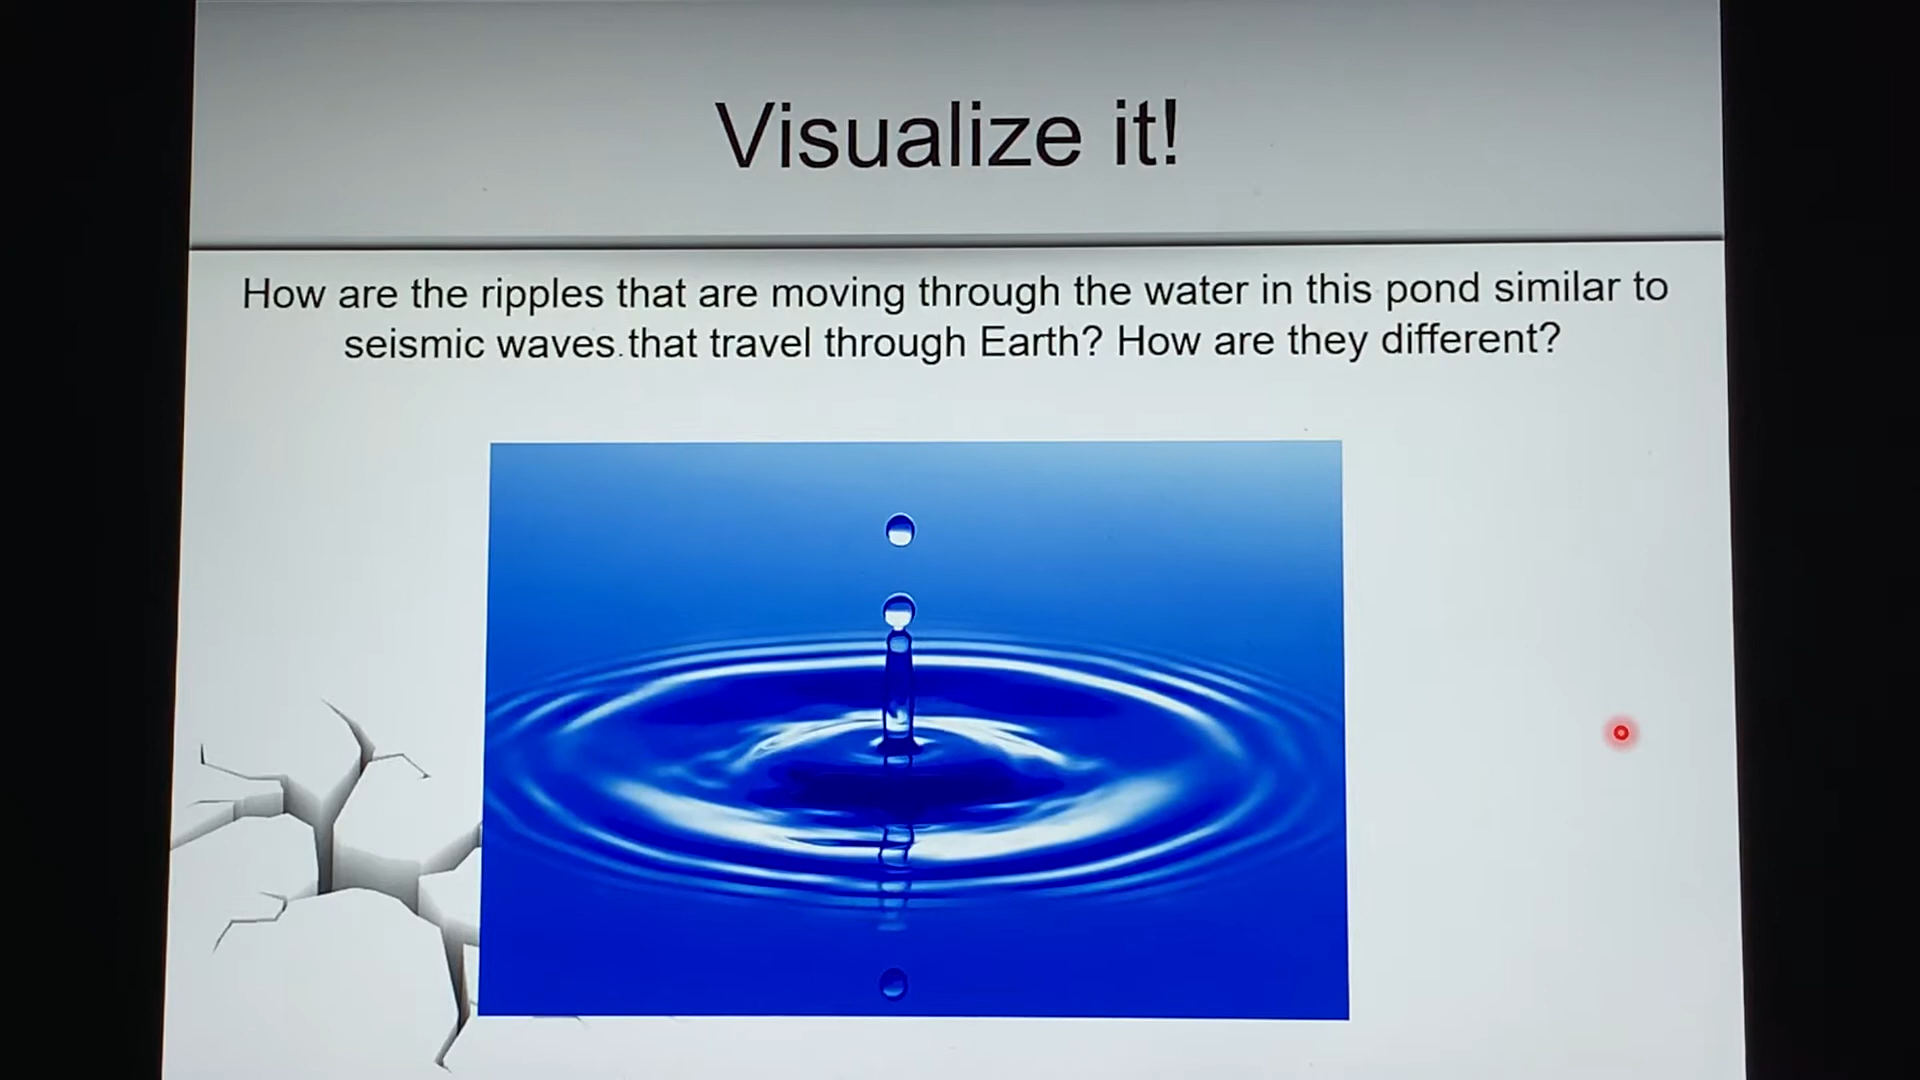 Visualize it!
How are the ripples that are moving through the water in this pond similar to
seismic waves that travel through Earth? How are they different?